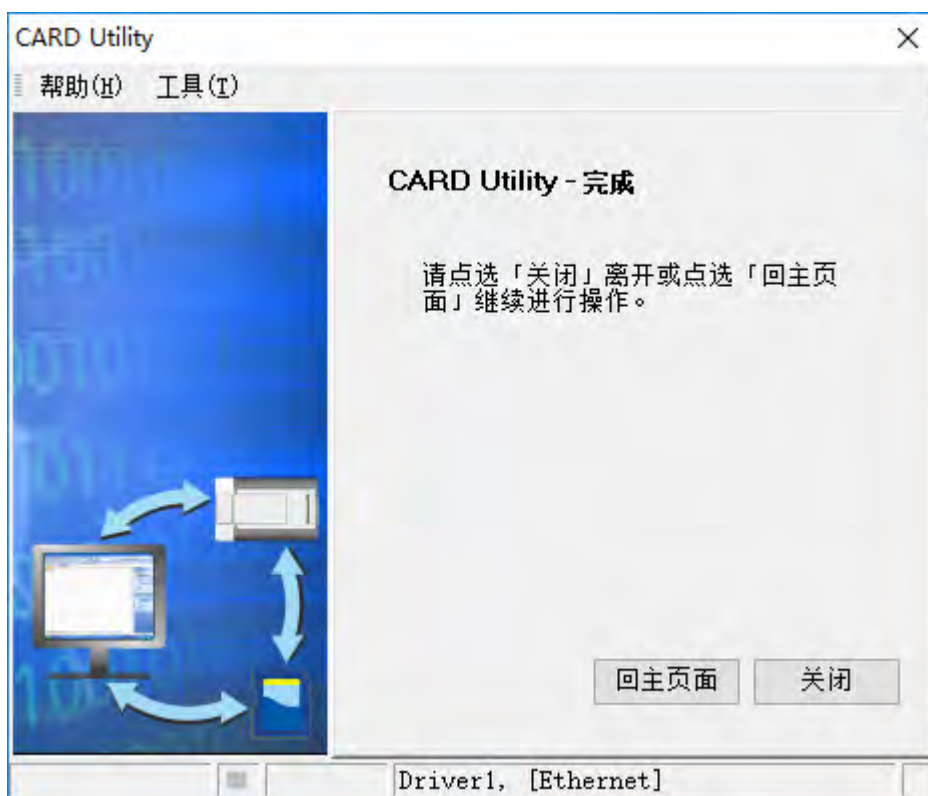 CARD Utility
帮助(H) 工具(T)
CARD Utility - 完成
请点选「关闭」离开或点选「回主页
面」继续进行操作。
回主页面 关闭
Driver1, [Ethernet]